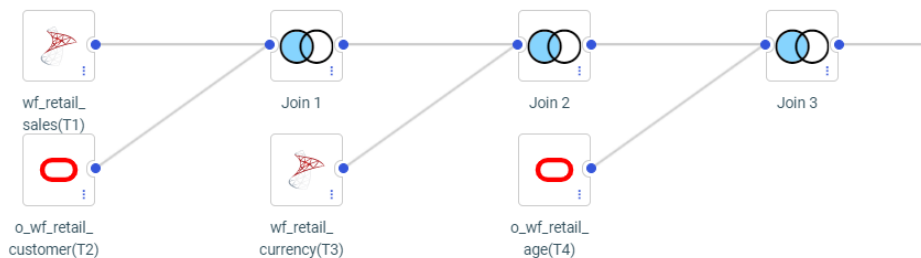 wf_retail_
sales(T1)
Join 1
Join 2
Join 3
o_wf_retail_
customer(T2)
wf_retail_
currency(T3)
o_wf_retail_
age(T4)